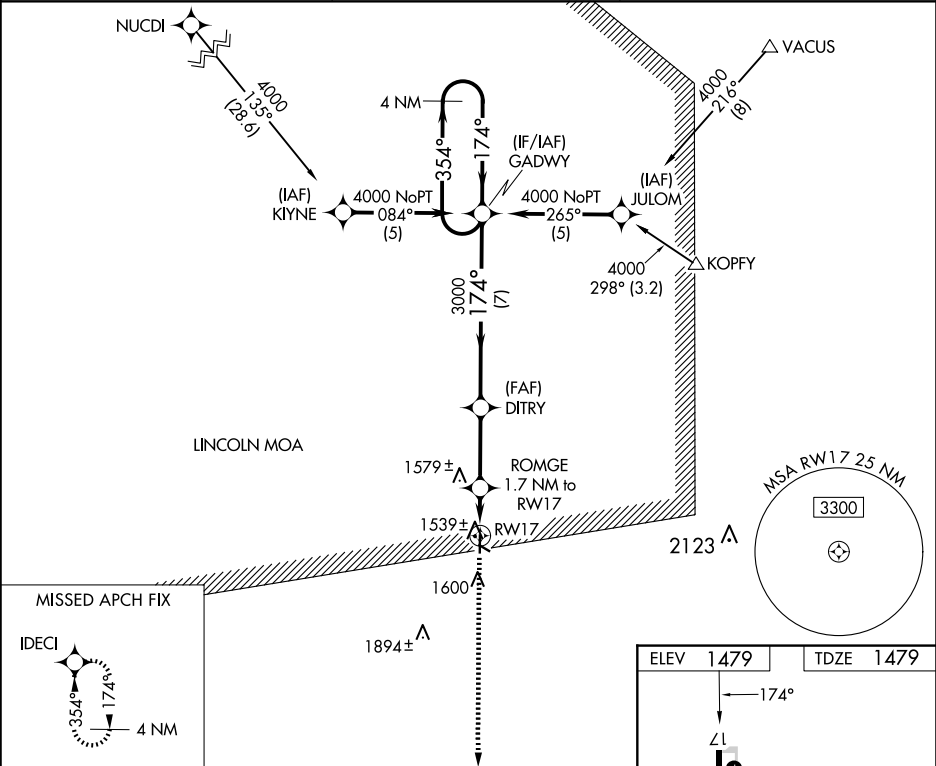 NUCDI
4000
135°
(28.6)
4 NM
354°
174°
(IF/IAF)
GADWY
VACUS
4000
216°
(8)
(IAF)
KIYNE
4000 NoPT
084°
(5)
4000 NoPT
265°
(5)
(IAF)
JULOM
KOPFY
4000
298° (3.2)
3000
174°
(7)
(FAF)
DITRY
LINCOLN MOA
1579±
ROMGE
1.7 NM to
RW17
1539±
RW17
2123
MSA RW17 25 NM
3300
1600
1894±
MISSED APCH FIX
IDECI
354°
174°
4 NM
ELEV 1479
TDZE 1479
174°
17